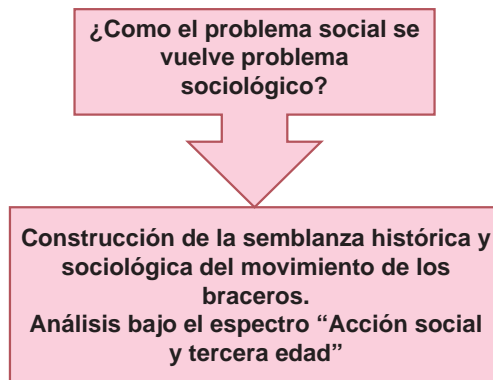 ¿Como el problema social se
vuelve problema
sociológico?
Construcción de la semblanza histórica y
sociológica del movimiento de los
braceros.
Análisis bajo el espectro “Acción social
y tercera edad”